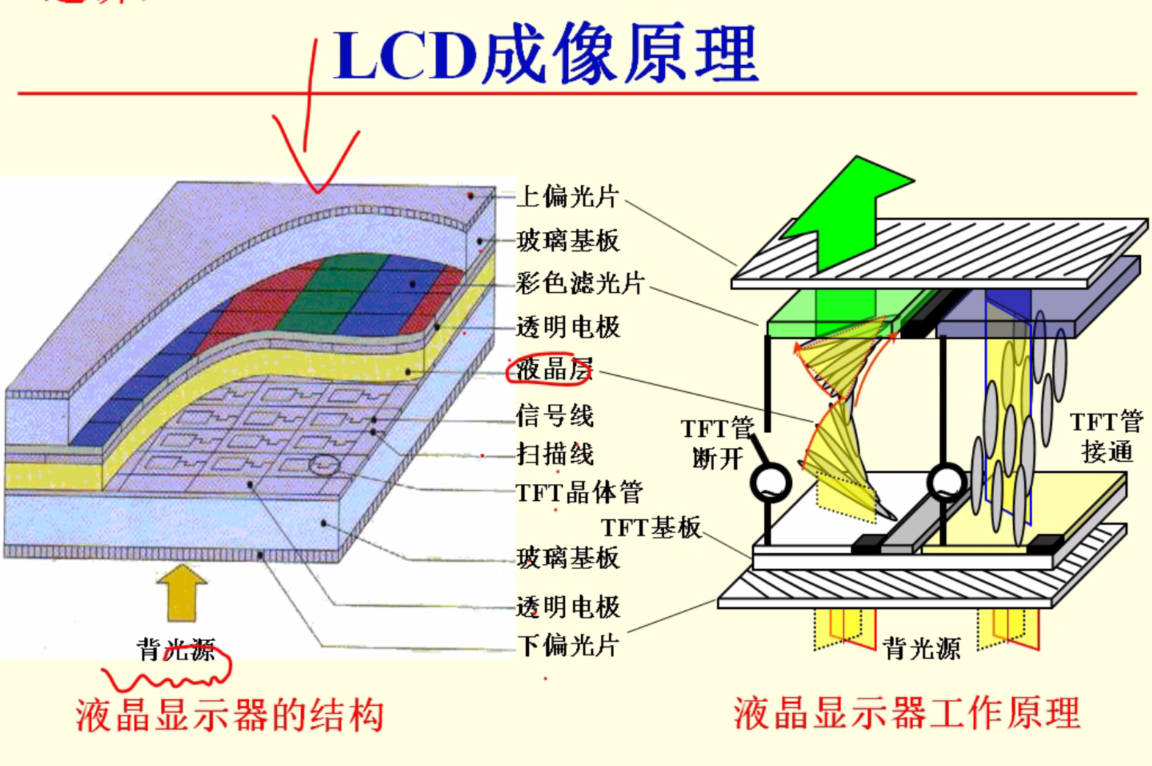 LCD成像原理
上偏光片
玻璃基板
彩色滤光片
透明电极
液晶层
信号线
扫描线
TFT晶体管
玻璃基板
透明电极
下偏光片
背光源
液晶显示器的结构
TFT管
断开
TFT管
接通
TFT基板
背光源
液晶显示器工作原理